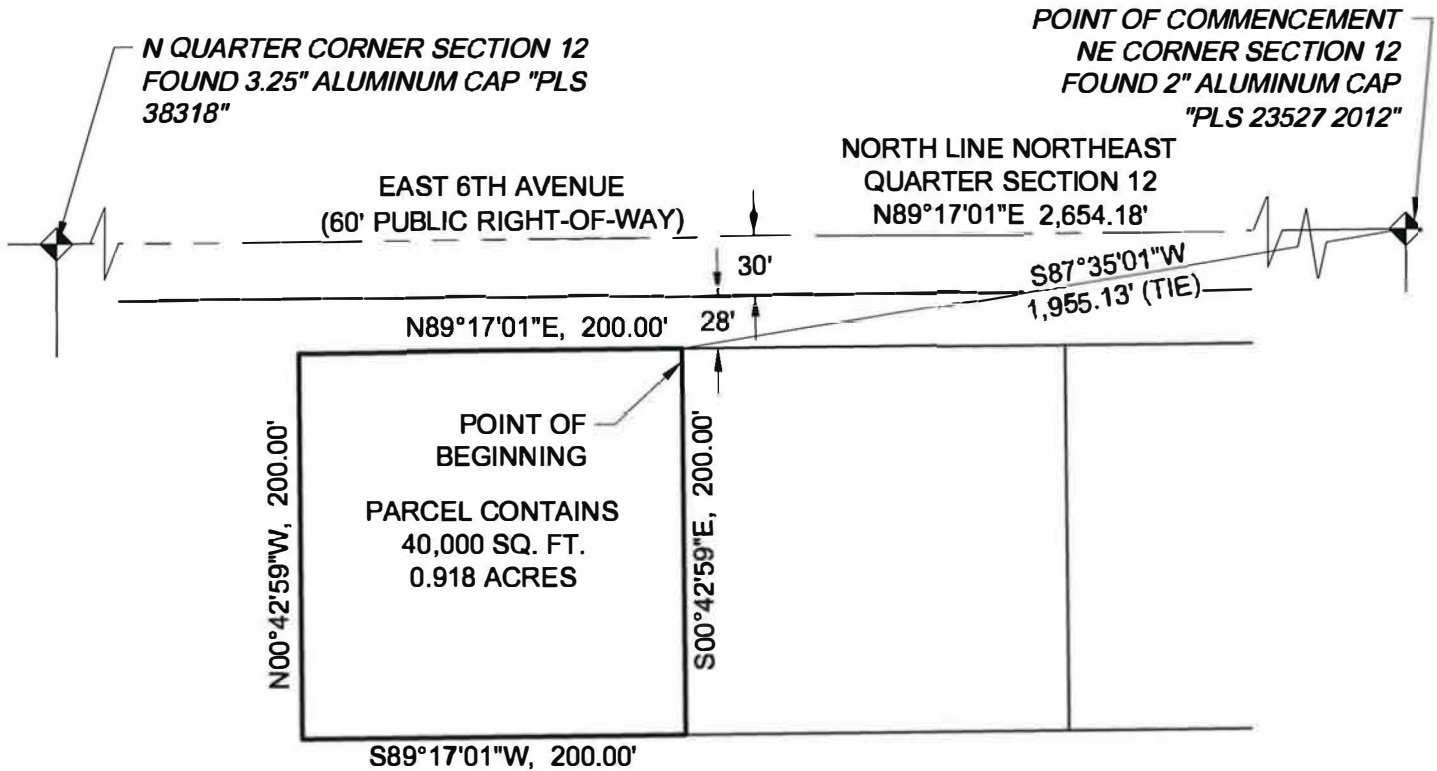 N QUARTER CORNER SECTION 12
FOUND 3.25" ALUMINUM CAP "PLS
38318"
POINT OF COMMENCEMENT
NE CORNER SECTION 12
FOUND 2" ALUMINUM CAP
"PLS 23527 2012"
EAST 6TH AVENUE
(60' PUBLIC RIGHT-OF-WAY)
NORTH LINE NORTHEAST
QUARTER SECTION 12
N89°17'01"E 2,654.18'
30'
S87°35'01"W
1,955.13' (TIE)
N89°17'01"E, 200.00'
28'
POINT OF
BEGINNING
N00°42'59"W, 200.00'
PARCEL CONTAINS
40,000 SQ. FT.
0.918 ACRES
S00°42'59"E, 200.00'
S89°17'01"W, 200.00'